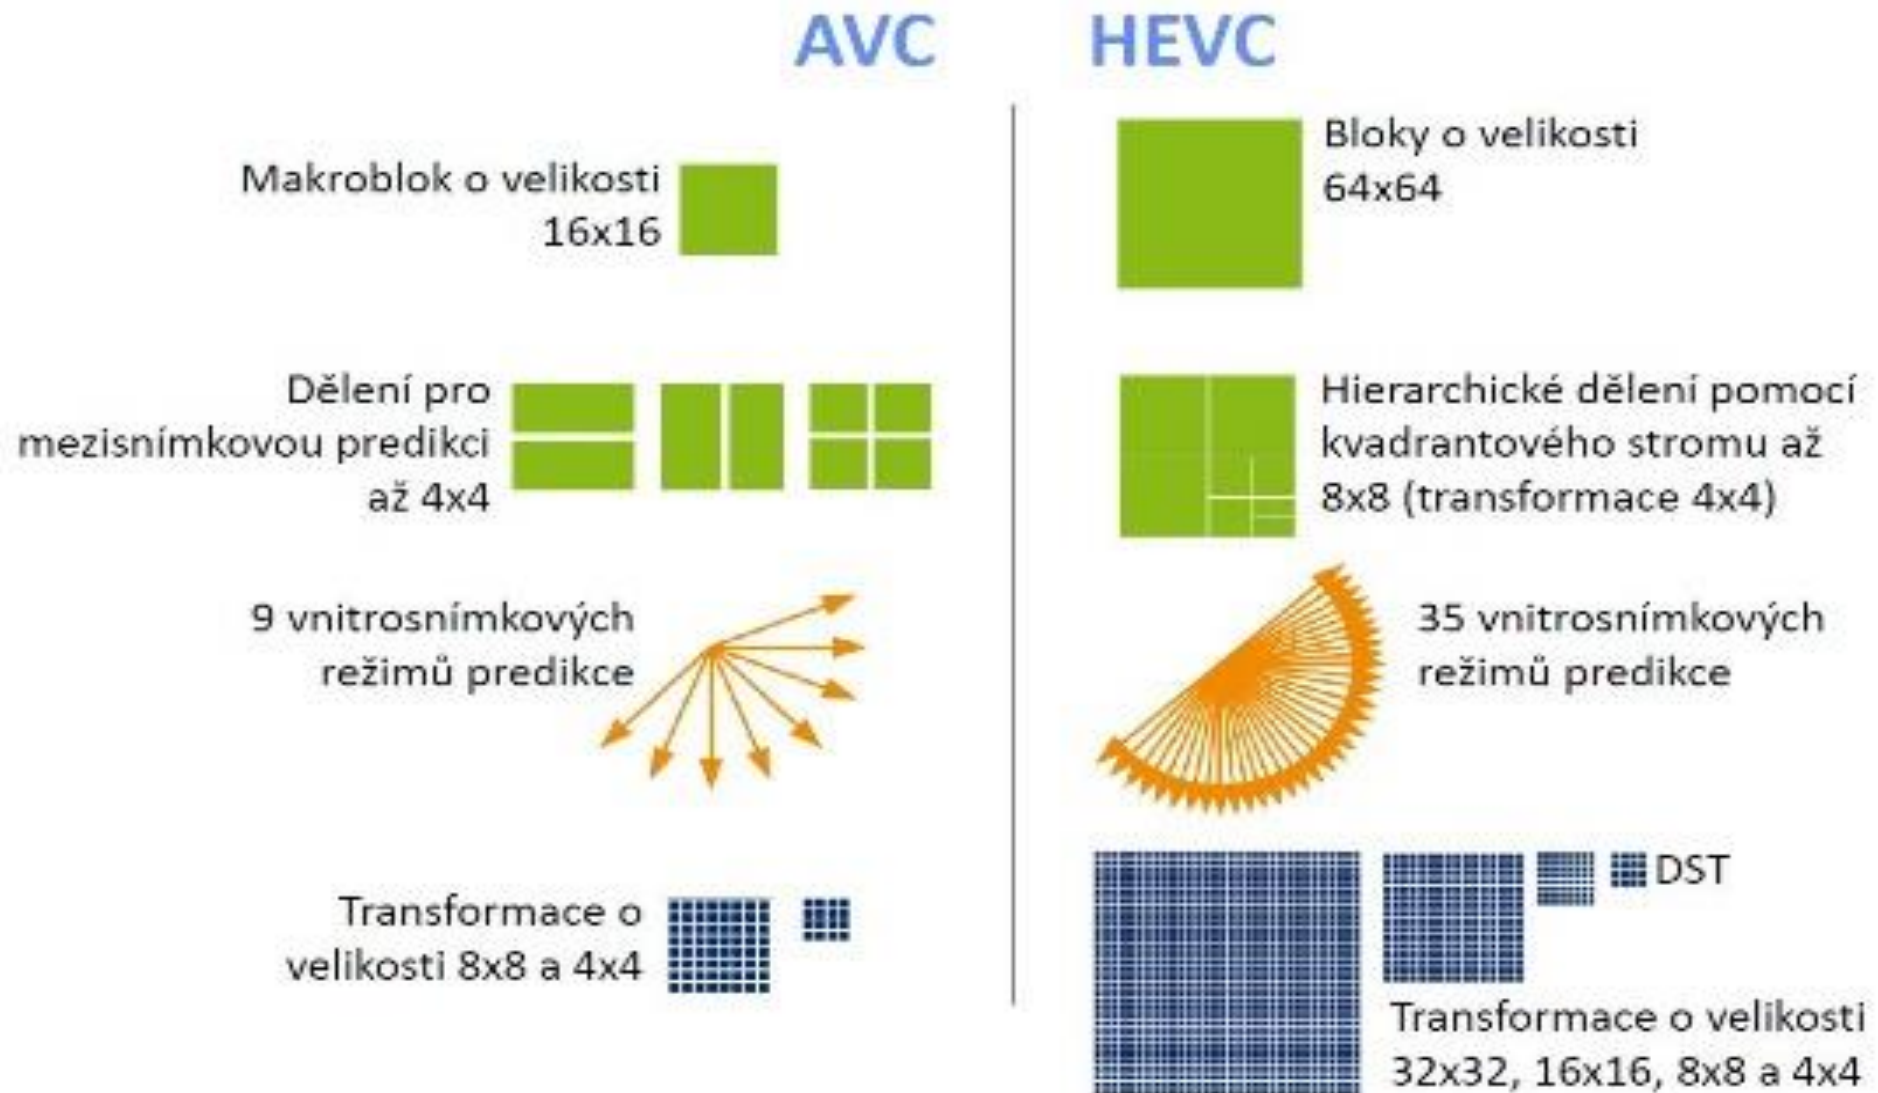 AVC
HEVC
Makroblok o velikosti
16x16
Bloky o velikosti
64x64
Dělení pro
mezisnímkovou predikci
až 4x4
Hierarchické dělení pomocí
kvadrantového stromu až
8x8 (transformace 4x4)
9 vnitrosnímkových
režimů predikce
35 vnitrosnímkových
režimů predikce
Transformace o
velikosti 8x8 a 4x4
DST
Transformace o velikosti
32x32, 16x16, 8x8 a 4x4